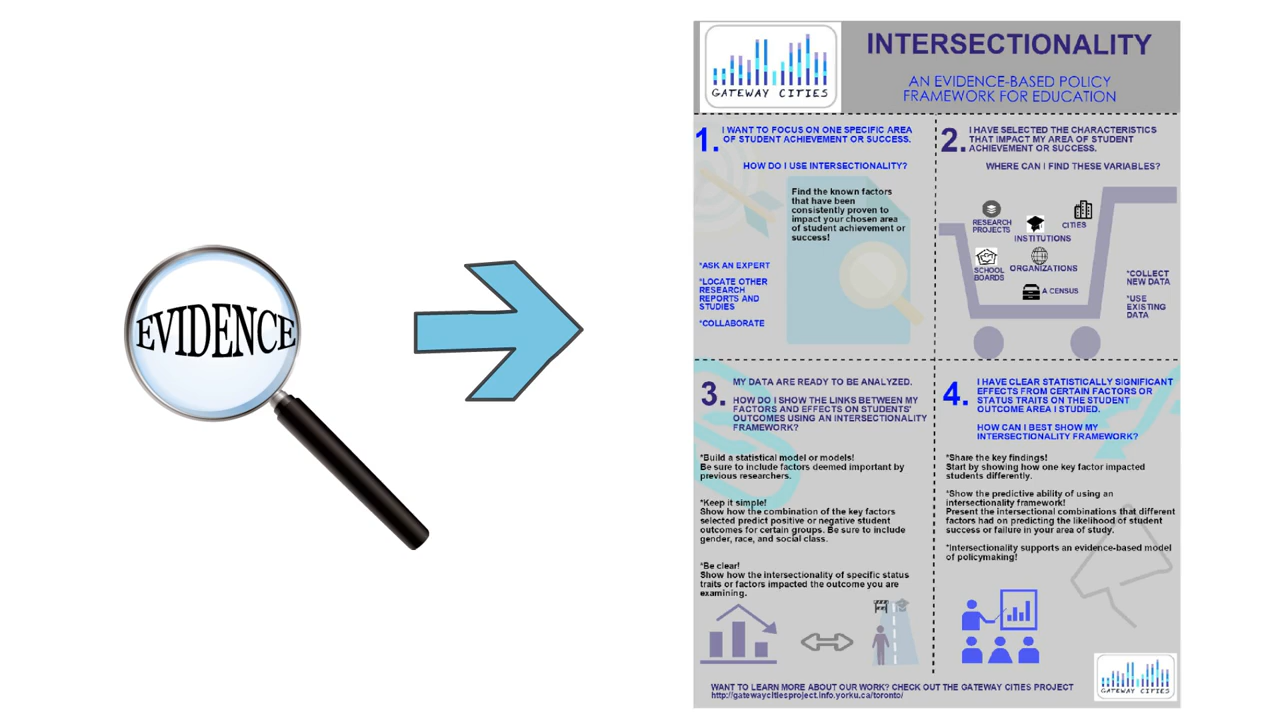 EVIDENCE
GATEWAY CITIES
INTERSECTIONALITY
AN EVIDENCE-BASED POLICY
FRAMEWORK FOR EDUCATION
1. I WANT TO FOCUS ON ONE SPECIFIC AREA
OF STUDENT ACHIEVEMENT OR SUCCESS.
HOW DO I USE INTERSECTIONALITY?
Find the known factors
that have been
consistently proven to
impact your chosen area
of student achievement or
success!
*ASK AN EXPERT
*LOCATE OTHER
RESEARCH
REPORTS AND
STUDIES
*COLLABORATE
2. I HAVE SELECTED THE CHARACTERISTICS
THAT IMPACT MY AREA OF STUDENT
ACHIEVEMENT OR SUCCESS.
WHERE CAN I FIND THESE VARIABLES?
RESEARCH
PROJECTS
CITIES
INSTITUTIONS
SCHOOL
BOARDS
ORGANIZATIONS
A CENSUS
*COLLECT
NEW DATA
*USE
EXISTING
DATA
3. MY DATA ARE READY TO BE ANALYZED.
HOW DO I SHOW THE LINKS BETWEEN MY
FACTORS AND EFFECTS ON STUDENTS'
OUTCOMES USING AN INTERSECTIONALITY
FRAMEWORK?
*Build a statistical model or models!
Be sure to include factors deemed important by
previous researchers.
*Keep it simple!
Show how the combination of the key factors
selected predict positive or negative student
outcomes for certain groups. Be sure to include
gender, race, and social class.
*Be clear!
Show how the intersectionality of specific status
traits or factors impacted the outcome you are
examining.
4. I HAVE CLEAR STATISTICALLY SIGNIFICANT
EFFECTS FROM CERTAIN FACTORS OR
STATUS TRAITS ON THE STUDENT
OUTCOME AREA I STUDIED.
HOW CAN I BEST SHOW MY
INTERSECTIONALITY FRAMEWORK?
*Share the key findings!
Start by showing how one key factor impacted
students differently.
*Show the predictive ability of using an
intersectionality framework!
Present the intersectional combinations that different
factors had on predicting the likelihood of student
success or failure in your area of study.
*Intersectionality supports an evidence-based model
of policymaking!
GATEWAY CITIES
WANT TO LEARN MORE ABOUT OUR WORK? CHECK OUT THE GATEWAY CITIES PROJECT
http://gatewaycitiesproject.info.yorku.ca/toronto/